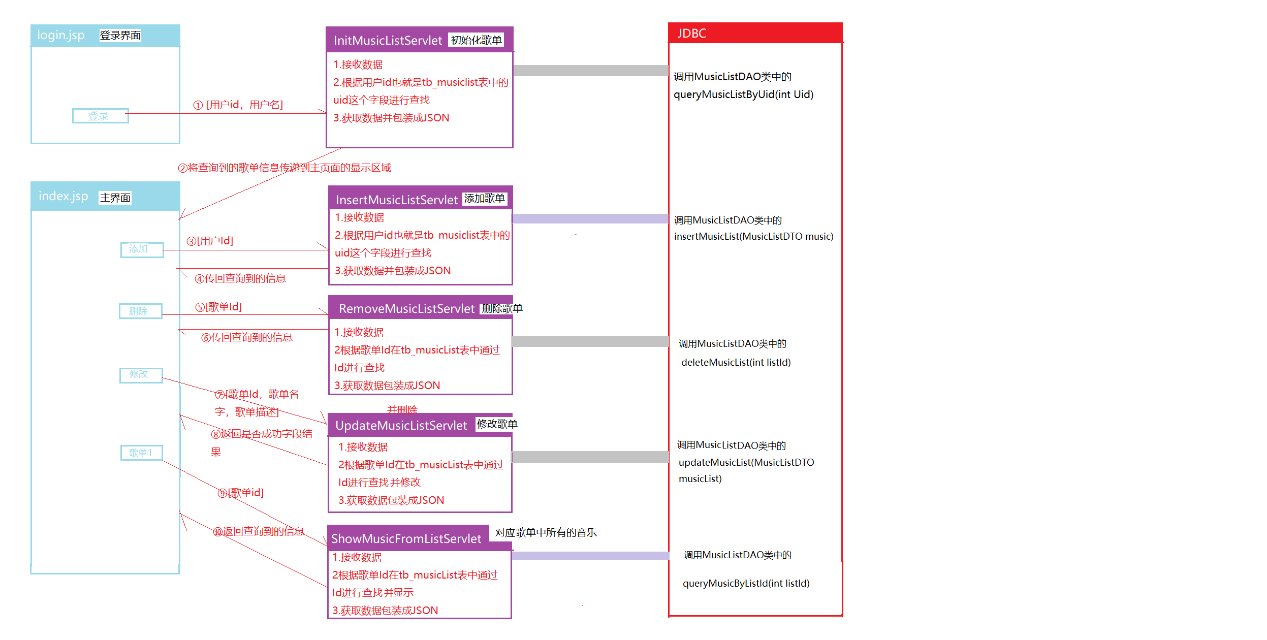 login.jsp 登录界面
登录
① [用户id，用户名]
InitMusicListServlet 初始化歌单
1.接收数据
2.根据用户id也就是tb_musiclist表中的
uid这个字段进行查找
3.获取数据并包装成JSON
JDBC
调用MusicListDAO类中的
queryMusicListByUid(int Uid)
②将查询到的歌单信息传递到主页面的显示区域
index.jsp 主界面
添加
③[用户Id]
④传回查询到的信息
InsertMusicListServlet 添加歌单
1.接收数据
2.根据用户id也就是tb_musiclist表中的
uid这个字段进行查找
3.获取数据并包装成JSON
调用MusicListDAO类中的
insertMusicList(MusicListDTO music)
删除
⑤[歌单Id]
⑥传回查询到的信息
RemoveMusicListServlet 删除歌单
1.接收数据
2根据歌单Id在tb_musicList表中通过
Id进行查找
3.获取数据包装成JSON
并删除
调用MusicListDAO类中的
deleteMusicList(int listId)
修改
⑦[歌单Id，歌单名
字，歌单描述]
⑧返回是否成功字段结
果
UpdateMusicListServlet 修改歌单
1.接收数据
2根据歌单Id在tb_musicList表中通过
Id进行查找并修改
3.获取数据包装成JSON
调用MusicListDAO类中的
updateMusicList(MusicListDTO
musicList)
歌单1
⑨[歌单id]
⑩返回查询到的信息
ShowMusicFromListServlet 对应歌单中所有的音乐
1.接收数据
2根据歌单Id在tb_musicList表中通过
Id进行查找并显示
3.获取数据包装成JSON
调用MusicListDAO类中的
queryMusicByListId(int listId)